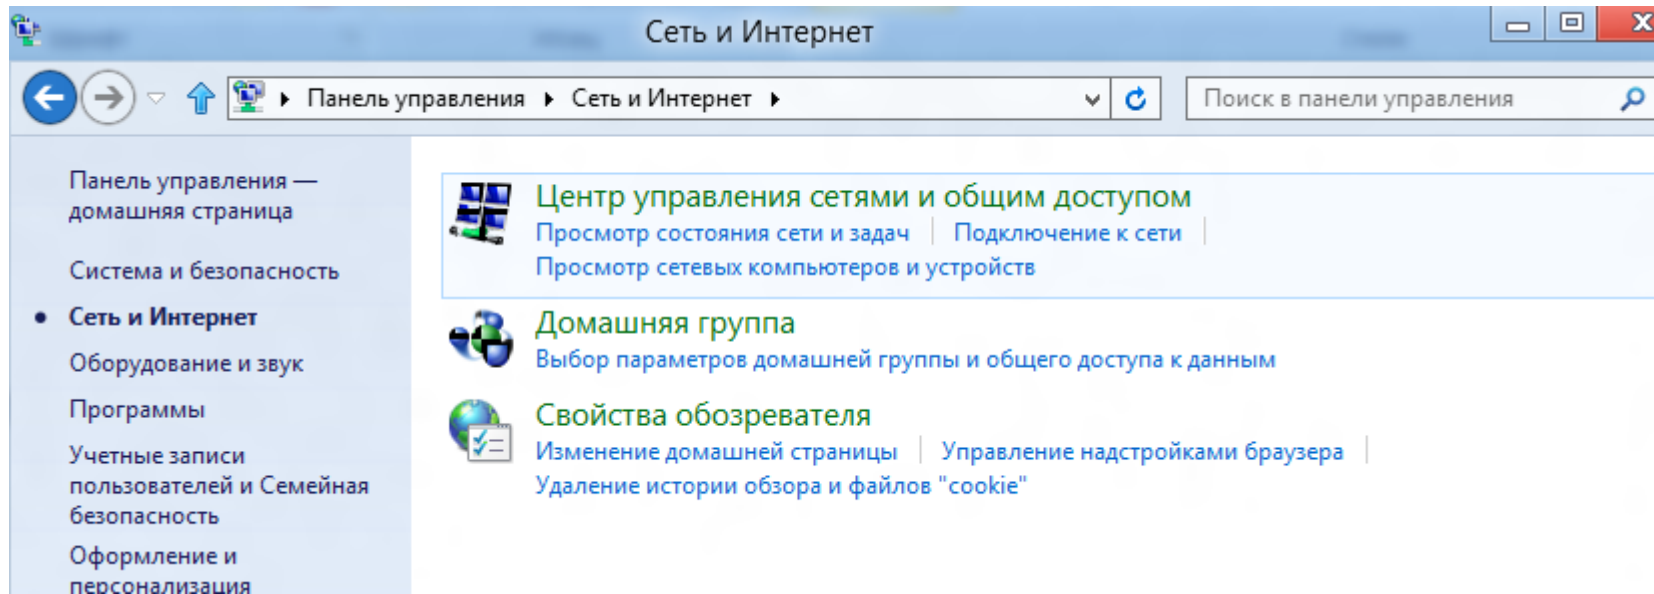 Сеть и Интернет
Панель управления Сеть и Интернет
Поиск в панели управления
Панель управления —
домашняя страница
Система и безопасность
Сеть и Интернет
Оборудование и звук
Программы
Учетные записи
пользователей и Семейная
безопасность
Оформление и
персонализация
Центр управления сетями и общим доступом
Просмотр состояния сети и задач Подключение к сети
Просмотр сетевых компьютеров и устройств
Домашняя группа
Выбор параметров домашней группы и общего доступа к данным
Свойства обозревателя
Изменение домашней страницы Управление надстройками браузера
Удаление истории обзора и файлов "cookie"